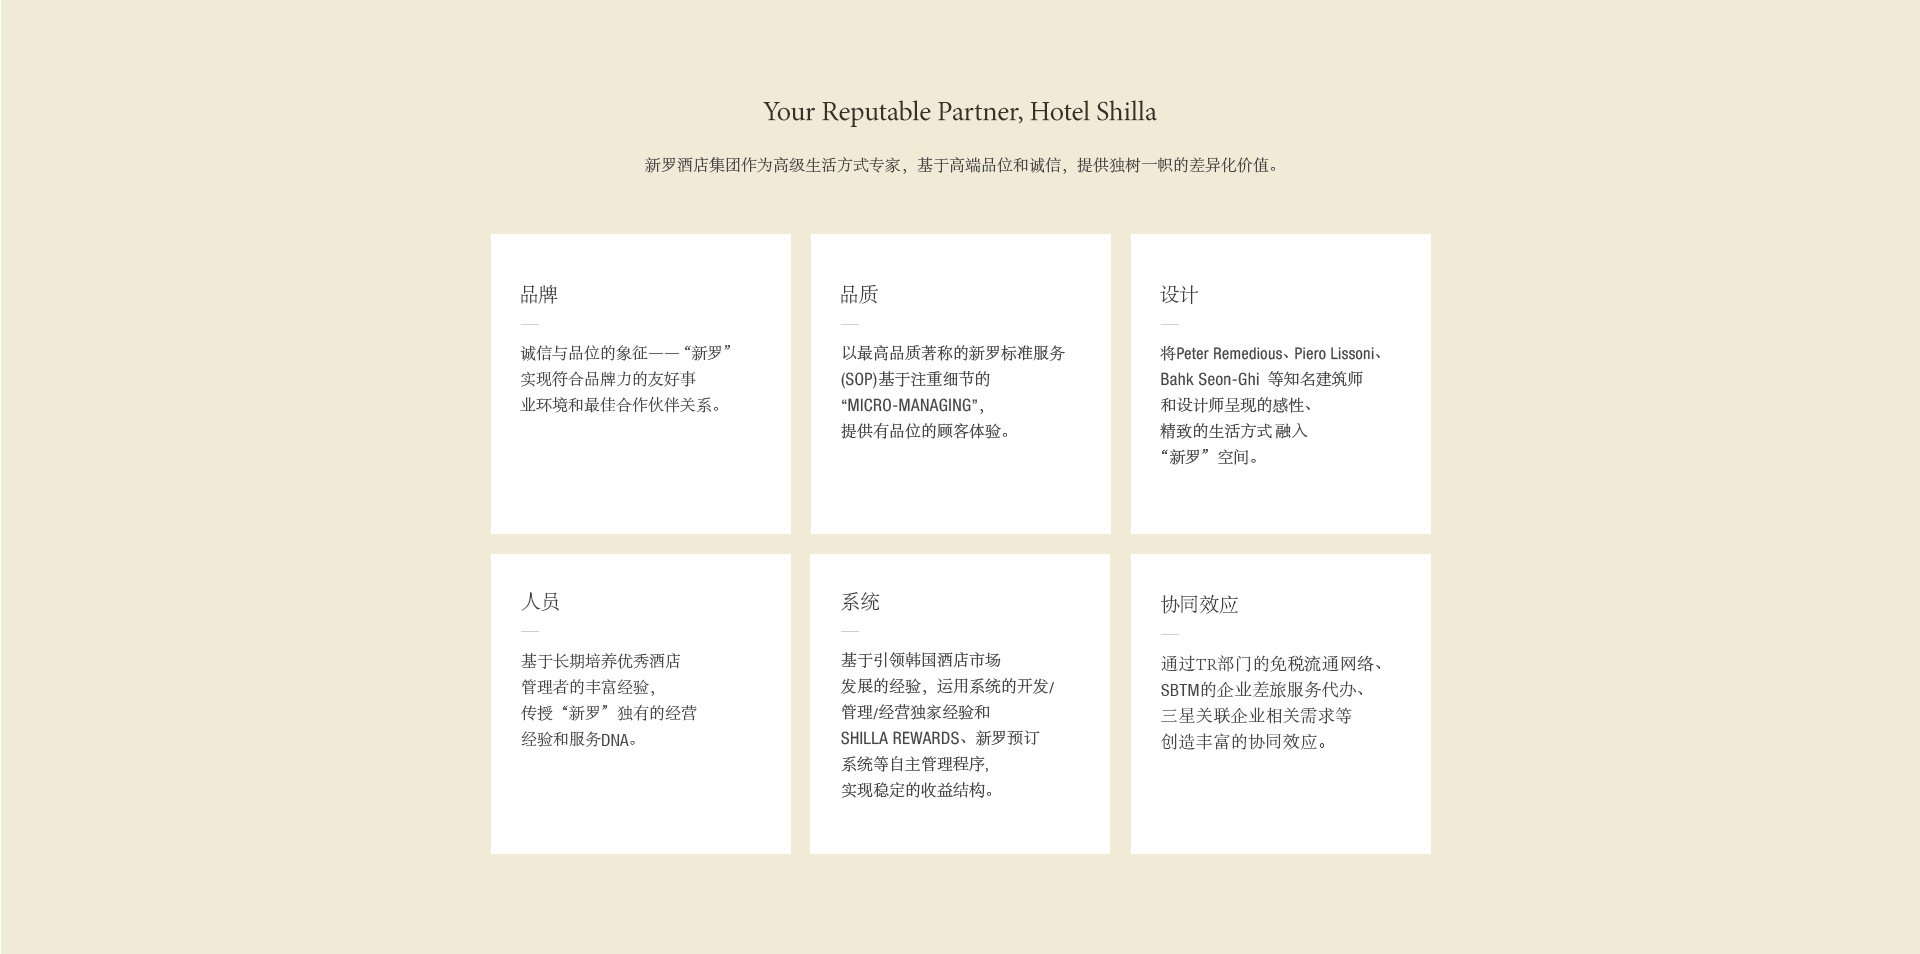 Your Reputable Partner, Hotel Shilla
新罗酒店集团作为高级生活方式专家，基于高端品位和诚信，提供独树一帜的差异化价值。
品牌
诚信与品位的象征——“新罗”
实现符合品牌力的友好事
业环境和最佳合作伙伴关系。
品质
以最高品质著称的新罗标准服务
(SOP)基于注重细节的
“MICRO-MANAGING”，
提供有品位的顾客体验。
设计
将Peter Remedious、Piero Lissoni、
Bahk Seon-Ghi 等知名建筑师
和设计师呈现的感性、
精致的生活方式 融入
“新罗”空间。
人员
基于长期培养优秀酒店
管理者的丰富经验，
传授“新罗”独有的经营
经验和服务DNA。
系统
基于引领韩国酒店市场
发展的经验，运用系统的开发/
管理/经营独家经验和
SHILLA REWARDS、新罗预订
系统等自主管理程序,
实现稳定的收益结构。
协同效应
通过TR部门的免税流通网络、
SBTM的企业差旅服务代办、
三星关联企业相关需求等
创造丰富的协同效应。